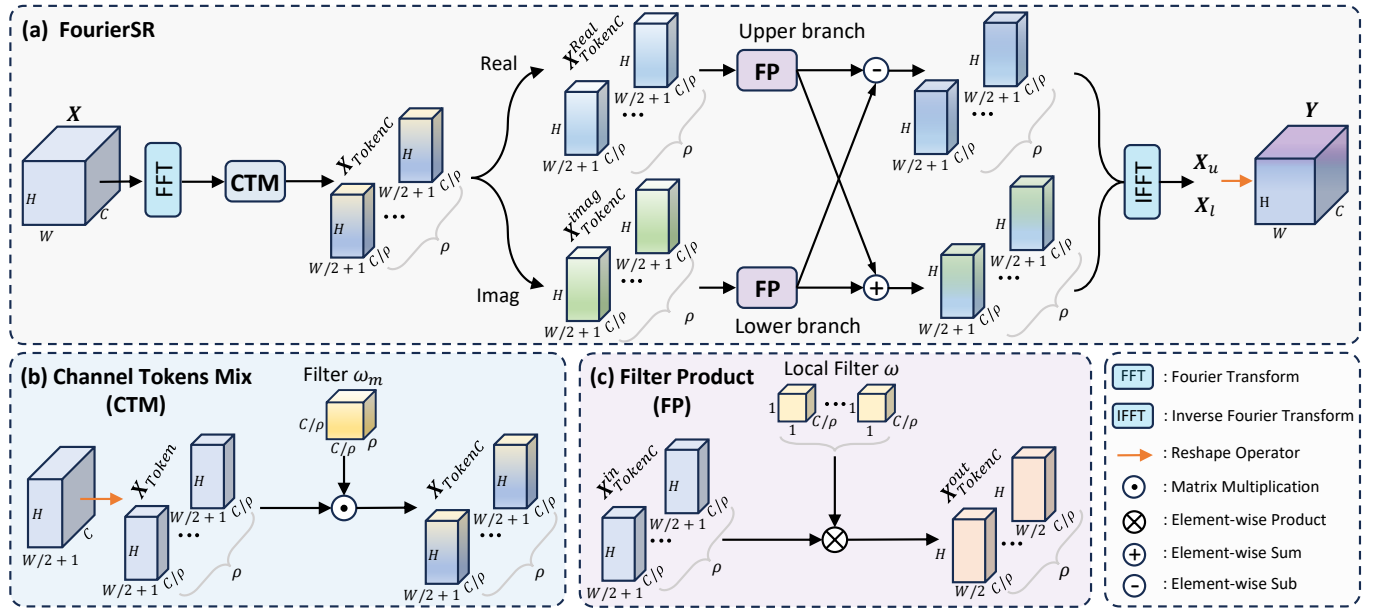 (a) FourierSR
X
H
W
C
FFT
CTM
X_TokenC
H
W/2 + 1
C/ρ
H
W/2 + 1
C/ρ
...
ρ
Real
Imag
X^Real_TokenC
H
W/2 + 1
C/ρ
H
W/2 + 1
C/ρ
...
ρ
X^imag_TokenC
H
W/2 + 1
C/ρ
H
W/2 + 1
C/ρ
...
ρ
Upper branch
FP
-
FP
Lower branch
+
H
W/2 + 1
C/ρ
H
W/2 + 1
C/ρ
...
ρ
H
W/2 + 1
C/ρ
H
W/2 + 1
C/ρ
...
ρ
IFFT
X_u
X_l
Y
H
W
C
(b) Channel Tokens Mix
(CTM)
Filter ω_m
C/ρ
C/ρ
ρ
H
W/2 + 1
C
X_Token
H
W/2 + 1
C/ρ
H
W/2 + 1
C/ρ
...
ρ
X_TokenC
H
W/2 + 1
C/ρ
H
W/2 + 1
C/ρ
...
ρ
(c) Filter Product
(FP)
Local Filter ω
1
1
C/ρ
...
1
1
C/ρ
X^in_TokenC
H
W/2 + 1
C/ρ
H
W/2 + 1
C/ρ
...
ρ
X^out_TokenC
H
W/2
C/ρ
H
W/2
C/ρ
...
ρ
FFT : Fourier Transform
IFFT : Inverse Fourier Transform
: Reshape Operator
: Matrix Multiplication
: Element-wise Product
+ : Element-wise Sum
- : Element-wise Sub